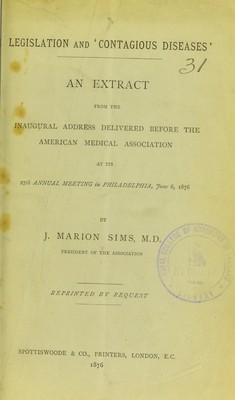 LEGISLATION AND 'CONTAGIOUS DISEASES'
31
AN EXTRACT
FROM THE
INAUGURAL ADDRESS DELIVERED BEFORE THE
AMERICAN MEDICAL ASSOCIATION
AT ITS
27th ANNUAL MEETING in PHILADELPHIA, June 6, 1876
BY
J. MARION SIMS, M.D.
PRESIDENT OF THE ASSOCIATION
REPRINTED BY REQUEST
SPOTTISWOODE & CO., PRINTERS, LONDON, E.C.
1876